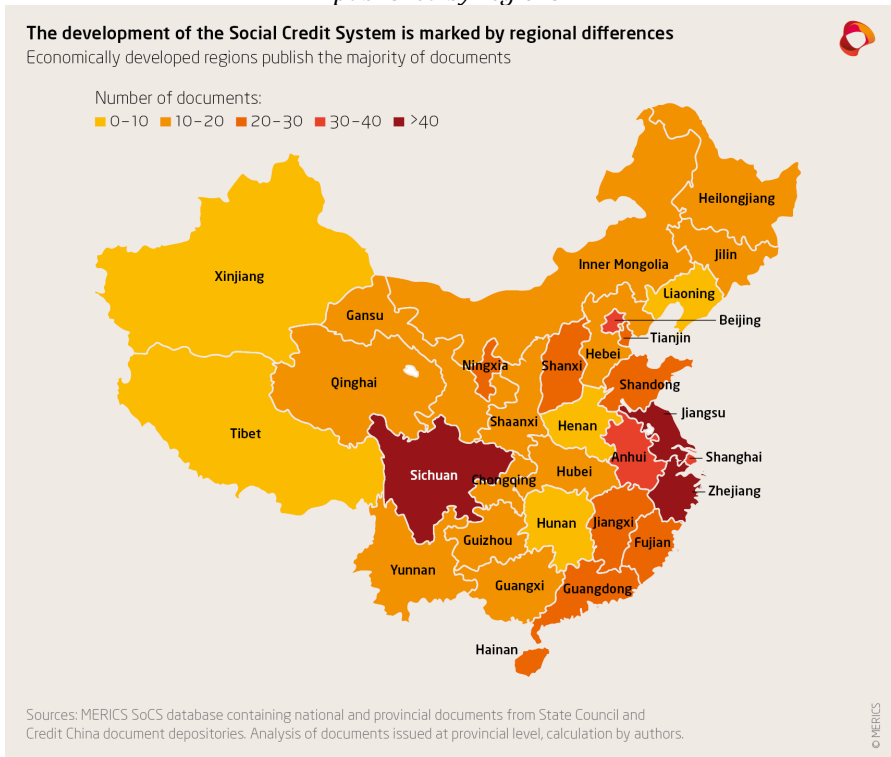 published by regions
The development of the Social Credit System is marked by regional differences
Economically developed regions publish the majority of documents
Number of documents:
0–10 10–20 20–30 30–40 >40
Heilongjiang
Jilin
Inner Mongolia
Xinjiang
Liaoning
Gansu
Beijing
Tianjin
Hebei
Ningxia
Shanxi
Qinghai
Shandong
Jiangsu
Shaanxi
Henan
Tibet
Anhui
Shanghai
Hubei
Sichuan
Chongqing
Zhejiang
Hunan
Jiangxi
Guizhou
Fujian
Yunnan
Guangxi
Guangdong
Hainan
Sources: MERICS SoCS database containing national and provincial documents from State Council and
Credit China document depositories. Analysis of documents issued at provincial level, calculation by authors.
© MERICS